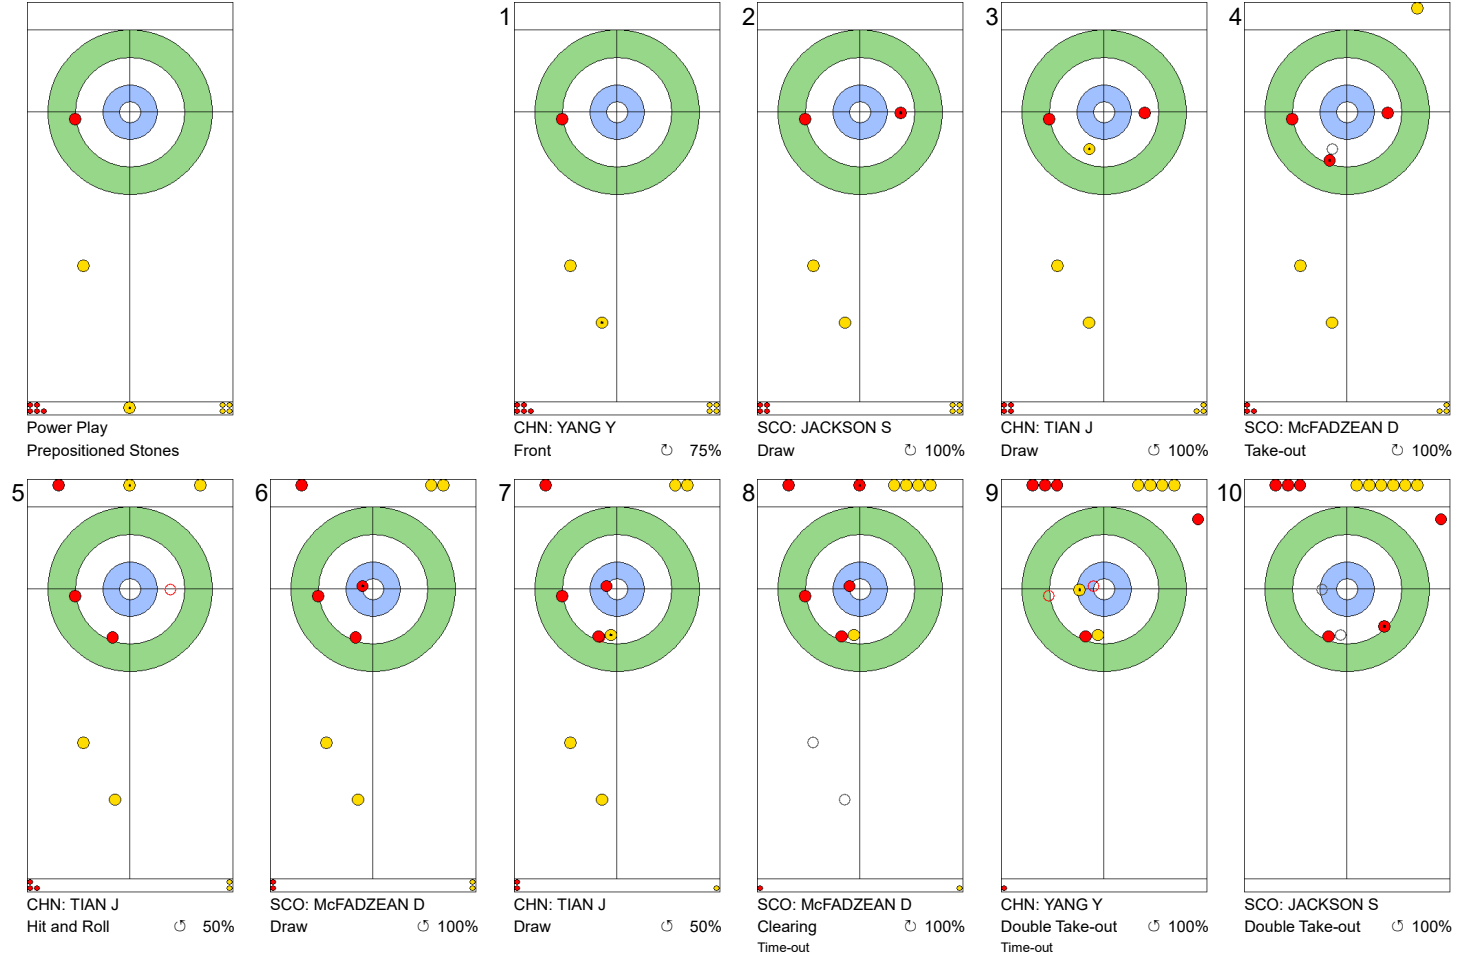 Power Play
Prepositioned Stones
1
CHN: YANG Y
Front ↻ 75%
2
SCO: JACKSON S
Draw ↻ 100%
3
CHN: TIAN J
Draw ↺ 100%
4
SCO: McFADZEAN D
Take-out ↻ 100%
5
CHN: TIAN J
Hit and Roll ↺ 50%
6
SCO: McFADZEAN D
Draw ↺ 100%
7
CHN: TIAN J
Draw ↺ 50%
8
SCO: McFADZEAN D
Clearing ↻ 100%
Time-out
9
CHN: YANG Y
Double Take-out ↺ 100%
Time-out
10
SCO: JACKSON S
Double Take-out ↺ 100%